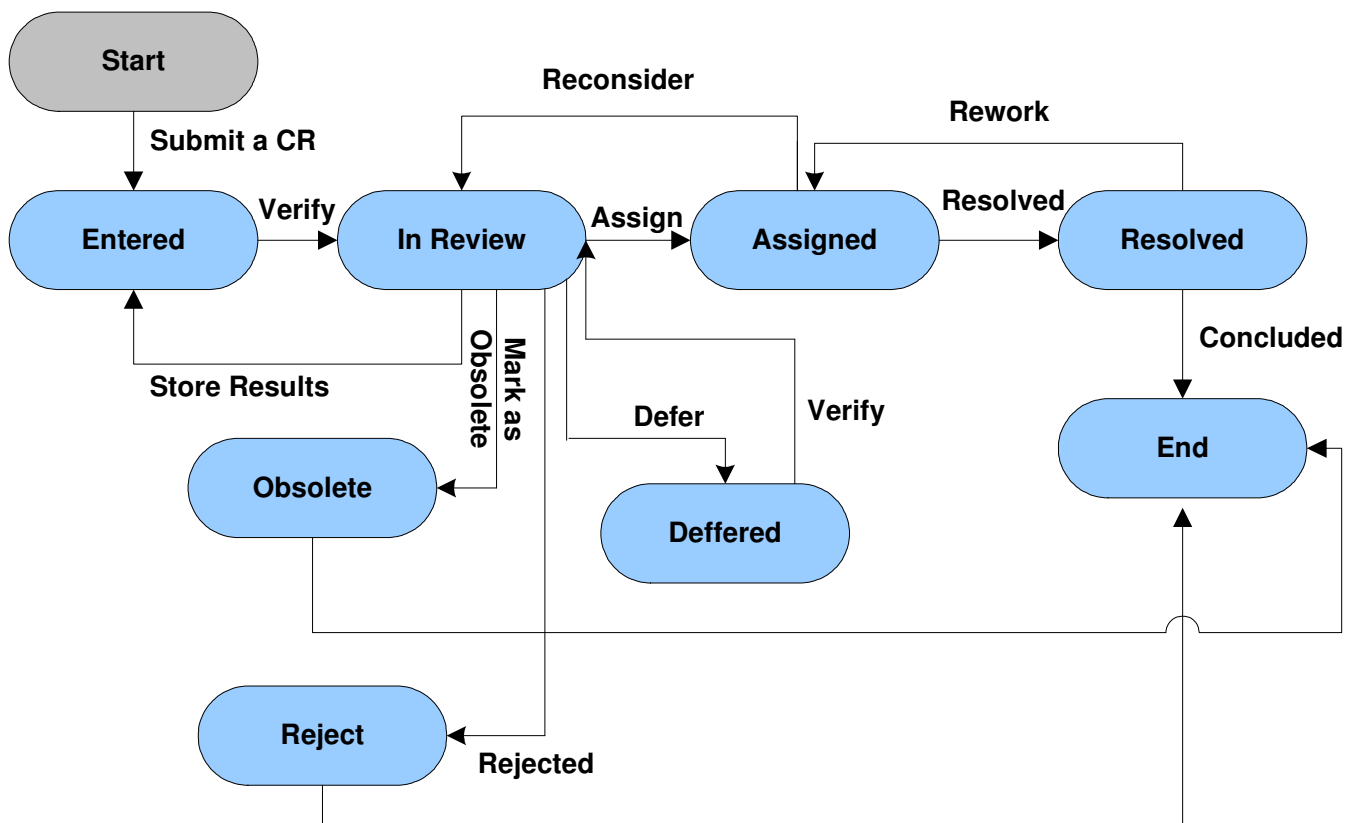 Start
Reconsider
Rework
Submit a CR
Verify
Assign
Resolved
Entered
In Review
Assigned
Resolved
Concluded
Store Results
Mark as
Obsolete
Defer
Verify
End
Obsolete
Deffered
Reject
Rejected